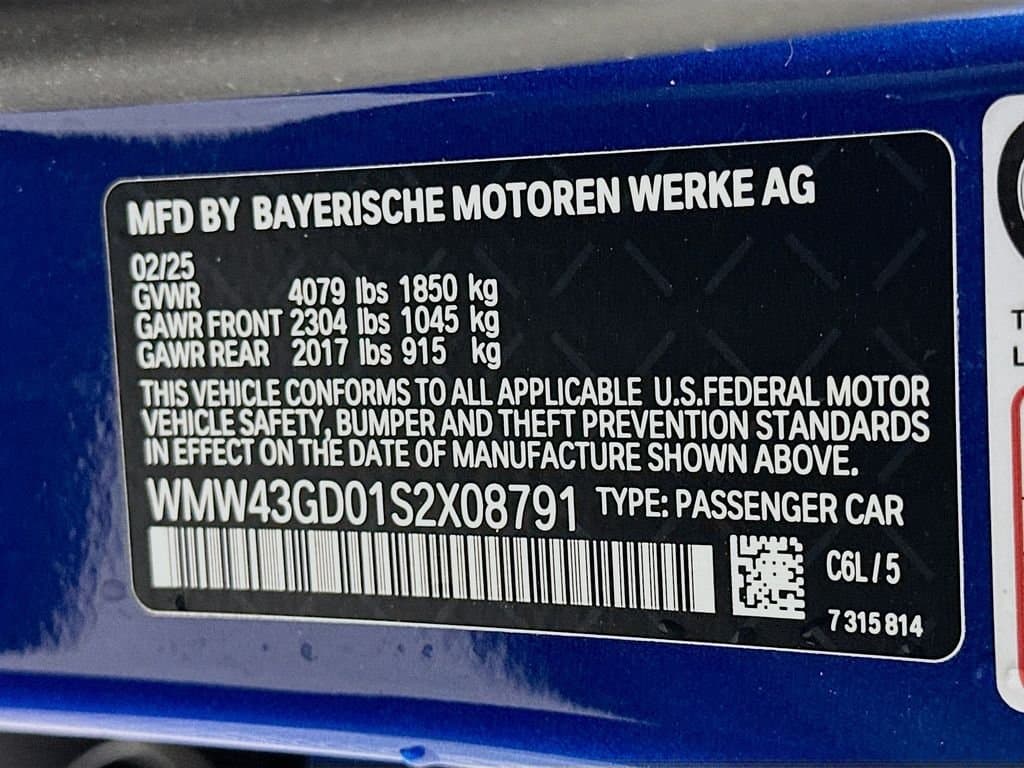 MFD BY BAYERISCHE MOTOREN WERKE AG
02/25
GVWR 4079 lbs 1850 kg
GAWR FRONT 2304 lbs 1045 kg
GAWR REAR 2017 lbs 915 kg
THIS VEHICLE CONFORMS TO ALL APPLICABLE U.S.FEDERAL MOTOR
VEHICLE SAFETY, BUMPER AND THEFT PREVENTION STANDARDS
IN EFFECT ON THE DATE OF MANUFACTURE SHOWN ABOVE.
WMW43GD01S2X08791 TYPE: PASSENGER CAR
C6L / 5
7 315 814